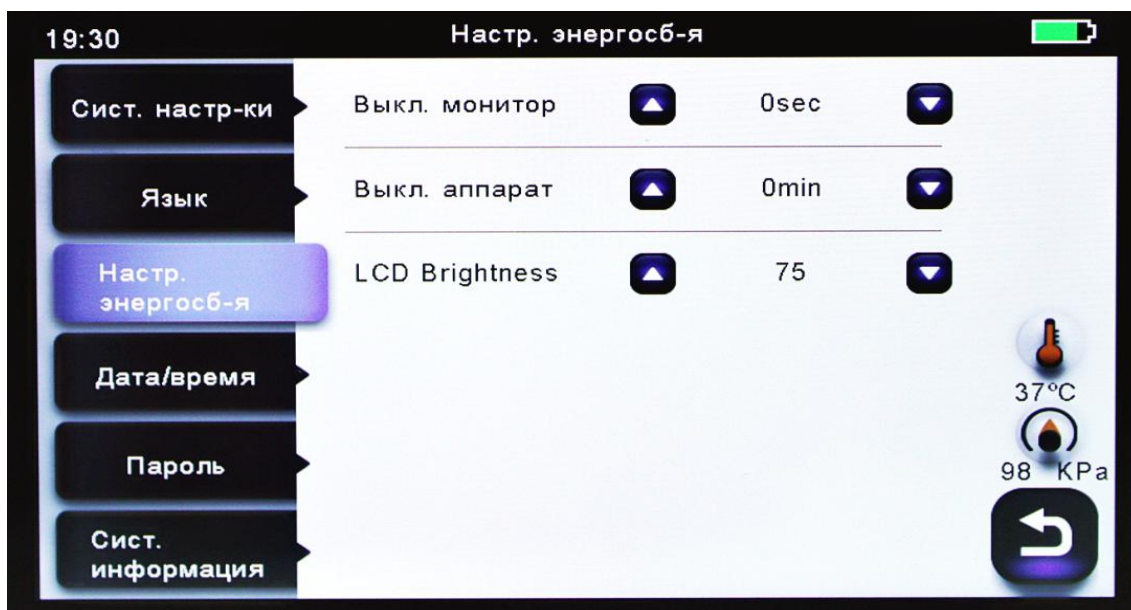 19:30
Настр. энергосб-я
Сист. настр-ки
Выкл. монитор
0sec
Язык
Выкл. аппарат
0min
Настр.
энергосб-я
LCD Brightness
75
Дата/время
37°C
Пароль
98 KPa
Сист.
информация